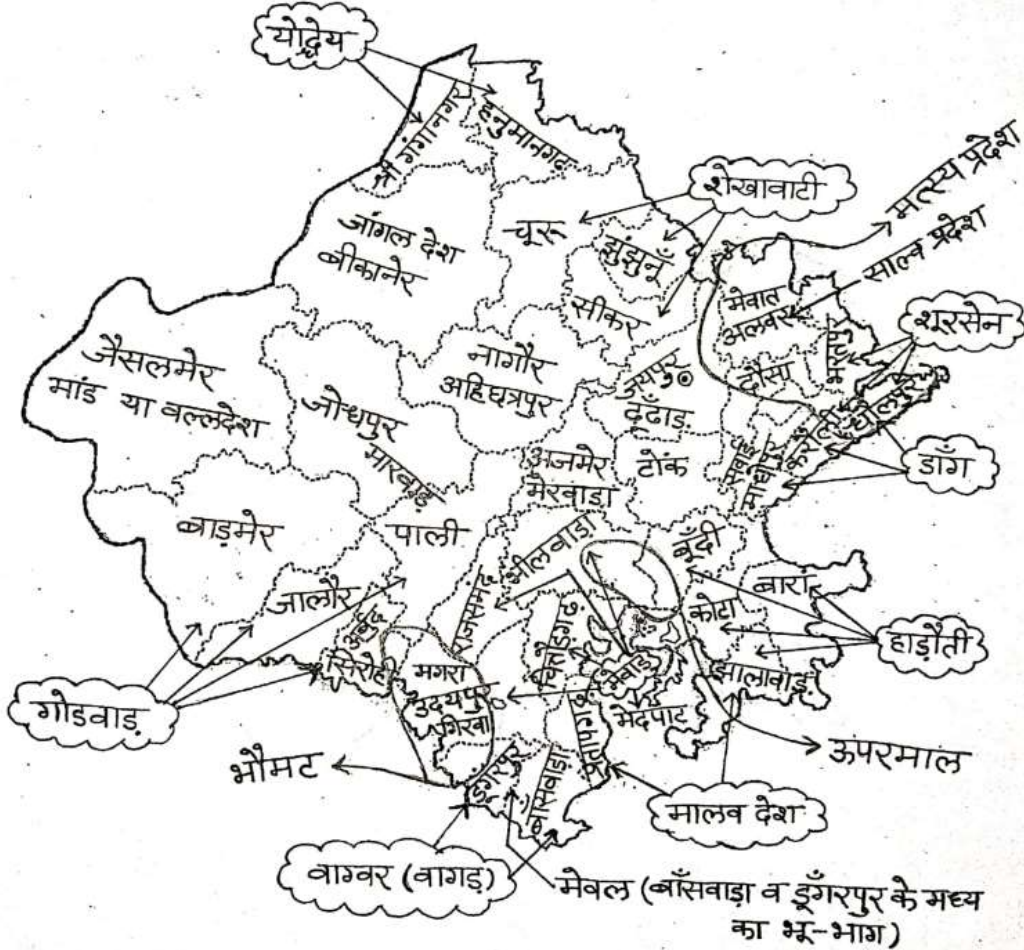 योद्धेय
श्री गंगानगर
हनुमानगढ़
शेखावाटी
मत्स्य प्रदेश
साल्व प्रदेश
जांगल देश
बीकानेर
चूरू
झुंझुनूँ
सीकर
मेवात
अलवर
शूरसेन
भरतपुर
जैसलमेर
मांड या वल्लदेश
जोधपुर
मारवाड़
नागौर
अहिछत्रपुर
जयपुर
ढूँढाड़
दौसा
करौली
धौलपुर
डाँग
सवाई
माधोपुर
अजमेर
मेरवाडा
टोंक
बाड़मेर
पाली
जालौर
अर्बुद
सिरोही
राजसमंद
भीलवाडा
बूँदी
बारां
कोटा
हाड़ोती
झालावाड़
चित्तौड़गढ़
मेवाड़
मेदपाट
मगरा
उदयपुर
गिरवा
गोडवाड़
भौमट
ऊपरमाल
प्रतापगढ़
डूंगरपुर
बांसवाडा
मालव देश
वाग्वर (वागड़)
मेवल (बाँसवाड़ा व डूँगरपुर के मध्य
का भू-भाग)